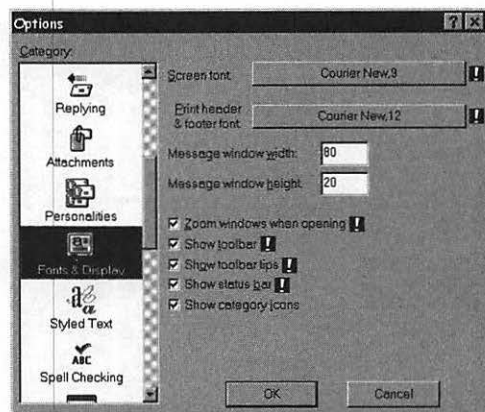 Options
Category:
Replying
Attachments
Personalities
Fonts & Display
Styled Text
ABC
Spell Checking
Screen font:
Courier New,9
Print header
& footer font:
Courier New,12
Message window width:
80
Message window height:
20
Zoom windows when opening
Show toolbar
Show toolbar tips
Show status bar
Show category icons
OK
Cancel